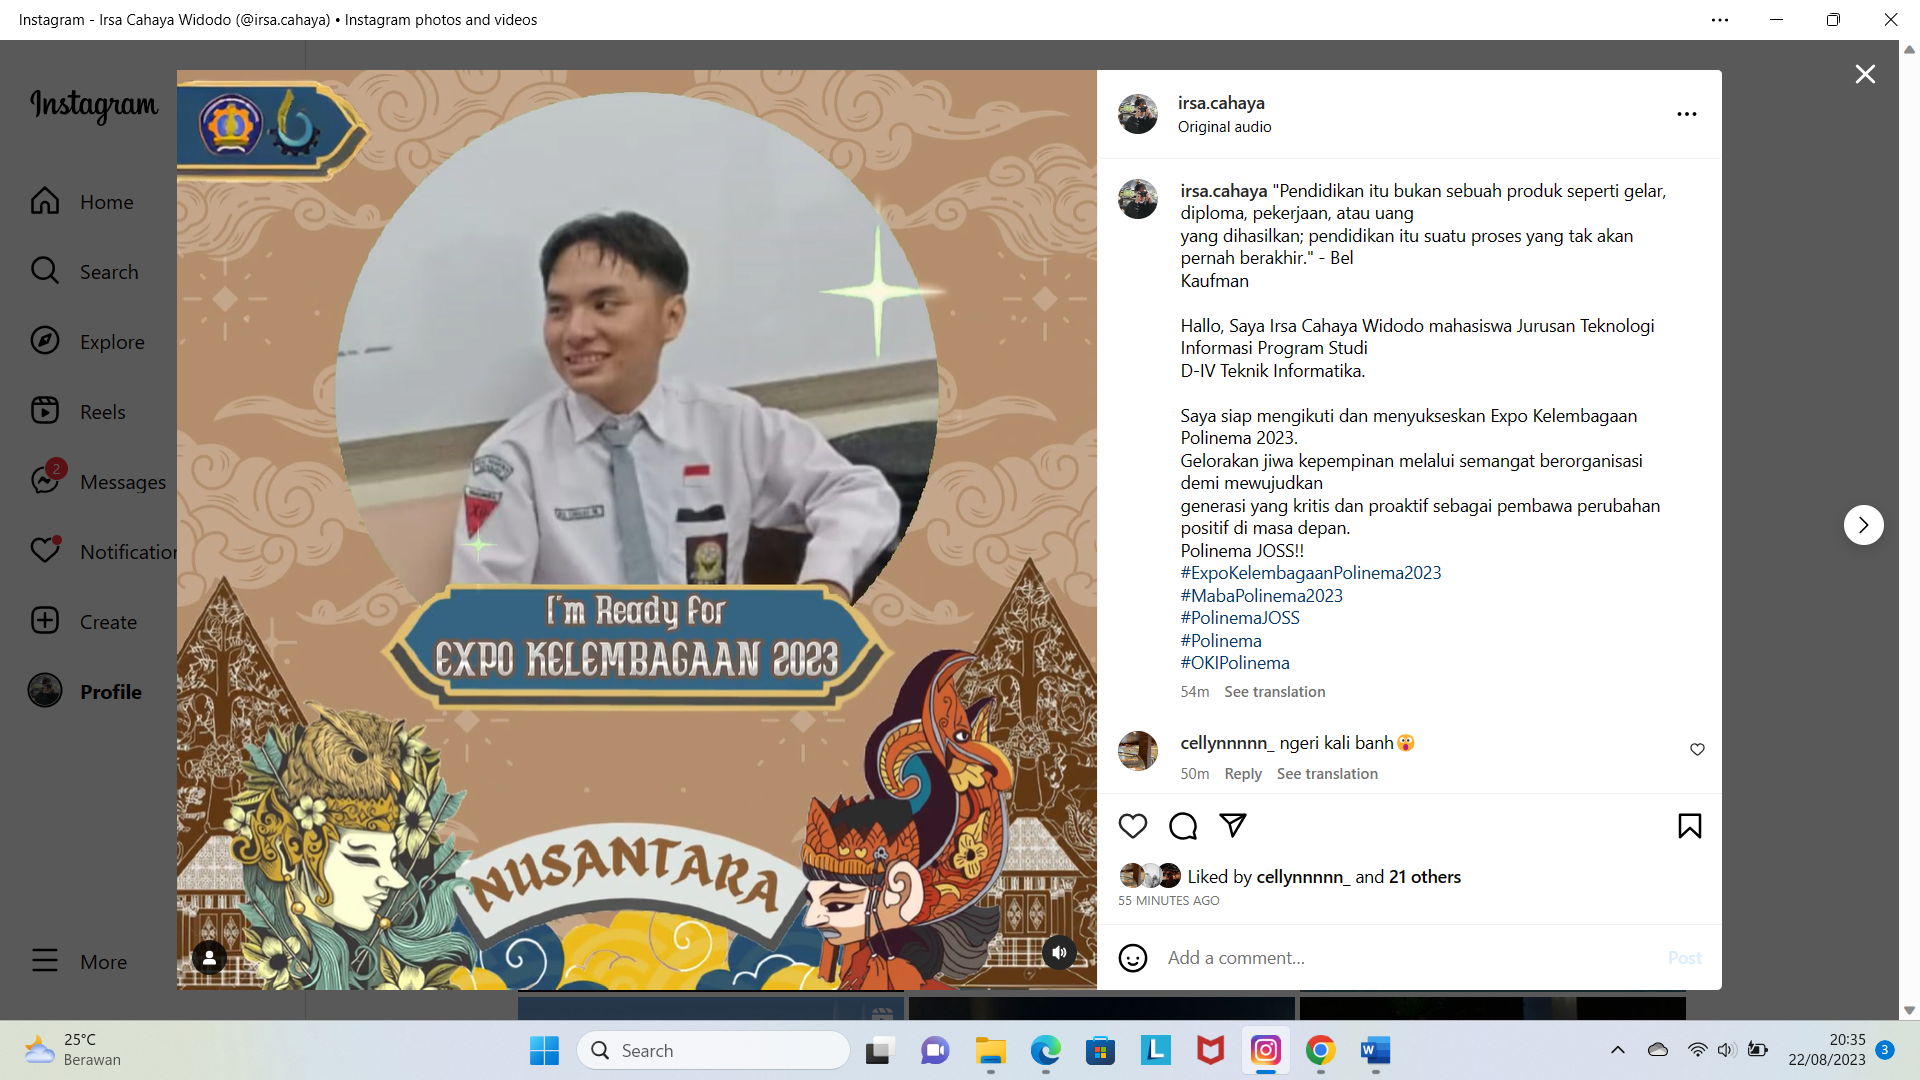 Instagram - Irsa Cahaya Widodo (@irsa.cahaya) • Instagram photos and videos
Instagram
Home
Search
Explore
Reels
2
Messages
Notification
Create
Profile
More
I'm Ready For
EXPO KELEMBAGAAN 2023
NUSANTARA
irsa.cahaya
Original audio
irsa.cahaya "Pendidikan itu bukan sebuah produk seperti gelar,
diploma, pekerjaan, atau uang
yang dihasilkan; pendidikan itu suatu proses yang tak akan
pernah berakhir." - Bel
Kaufman
Hallo, Saya Irsa Cahaya Widodo mahasiswa Jurusan Teknologi
Informasi Program Studi
D-IV Teknik Informatika.
Saya siap mengikuti dan menyukseskan Expo Kelembagaan
Polinema 2023.
Gelorakan jiwa kepempinan melalui semangat berorganisasi
demi mewujudkan
generasi yang kritis dan proaktif sebagai pembawa perubahan
positif di masa depan.
Polinema JOSS!!
#ExpoKelembagaanPolinema2023
#MabaPolinema2023
#PolinemaJOSS
#Polinema
#OKIPolinema
54m See translation
cellynnnnn_ ngeri kali banh😲
50m Reply See translation
Liked by cellynnnnn_ and 21 others
55 MINUTES AGO
Add a comment...
Post
25°C
Berawan
Search
20:35
22/08/2023
3